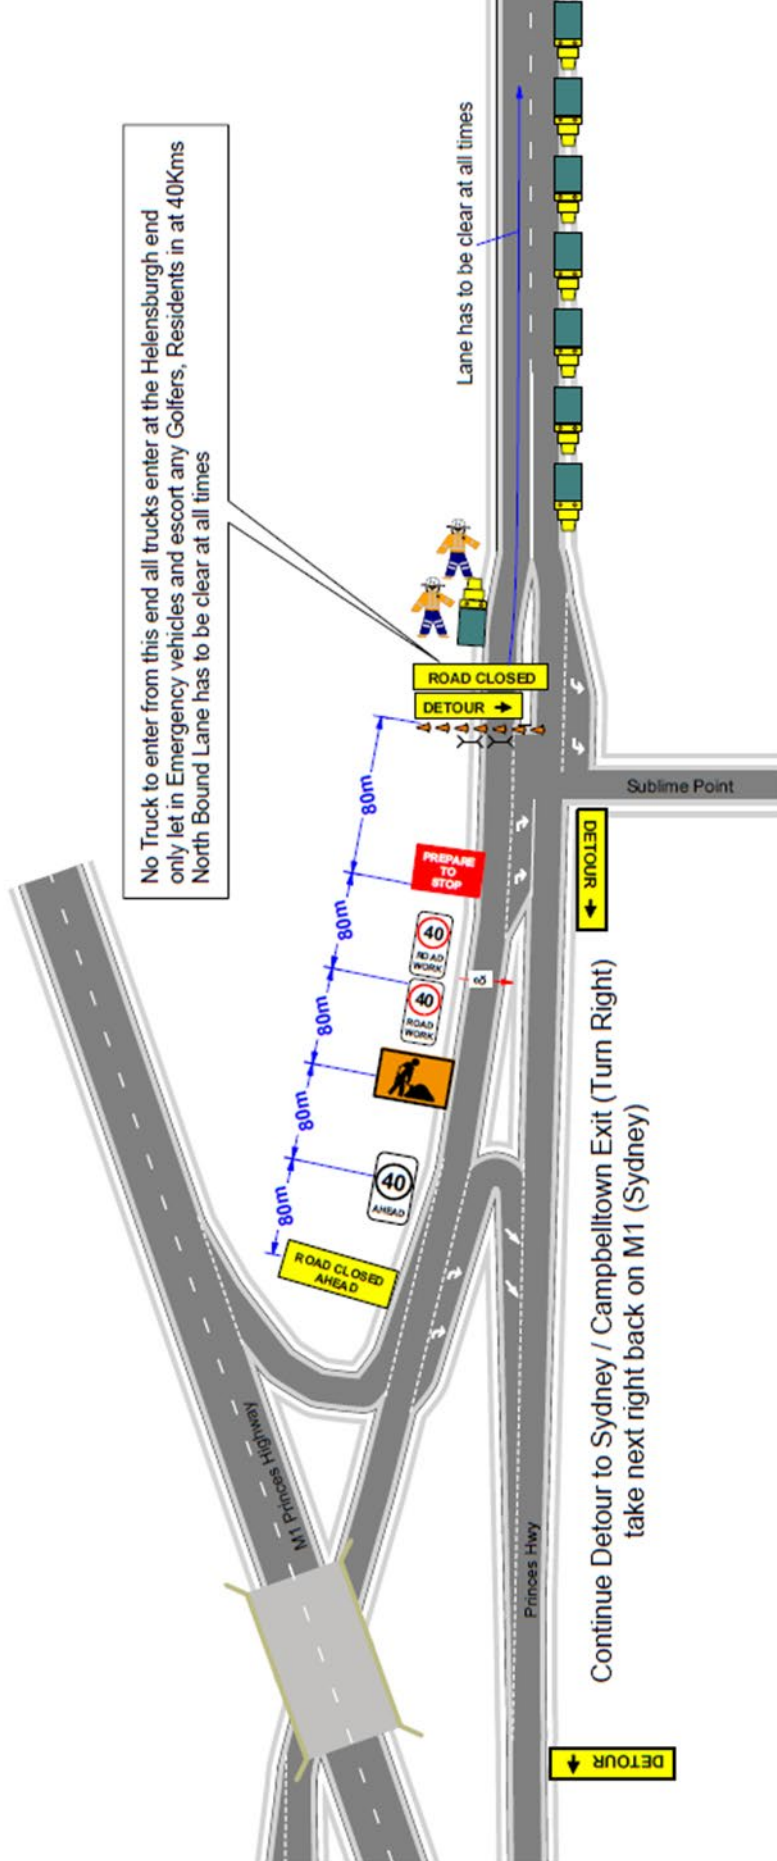 No Truck to enter from this end all trucks enter at the Helensburgh end
only let in Emergency vehicles and escort any Golfers, Residents in at 40Kms
North Bound Lane has to be clear at all times
Lane has to be clear at all times
ROAD CLOSED
DETOUR
80m
PREPARE
TO
STOP
80m
40
ROAD
WORK
80m
40
ROAD
WORK
80m
80m
40
AHEAD
ROAD CLOSED
AHEAD
Sublime Point
DETOUR
M1 Princes Highway
Princes Hwy
Continue Detour to Sydney / Campbelltown Exit (Turn Right)
take next right back on M1 (Sydney)
DETOUR